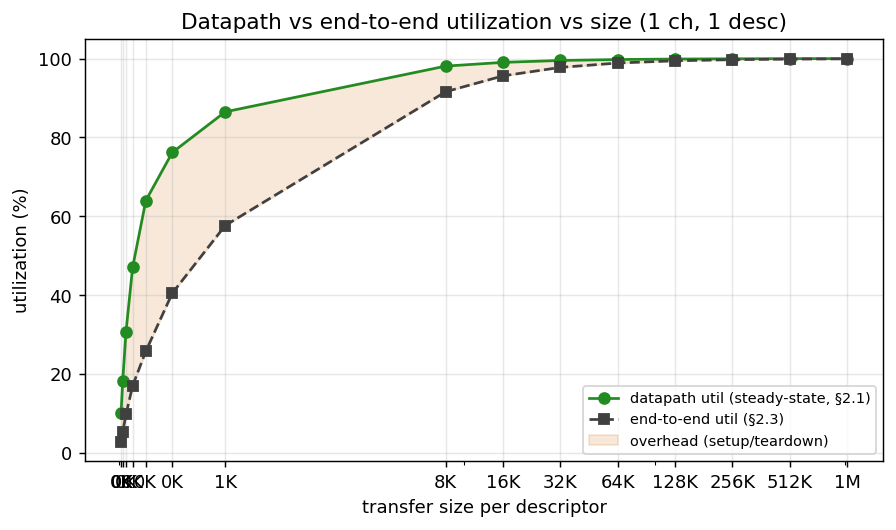 Datapath vs end-to-end utilization vs size (1 ch, 1 desc)
100
80
60
40
20
0
utilization (%)
datapath util (steady-state, §2.1)
end-to-end util (§2.3)
overhead (setup/teardown)
0K 1K 8K 16K 32K 64K 128K 256K 512K 1M
transfer size per descriptor